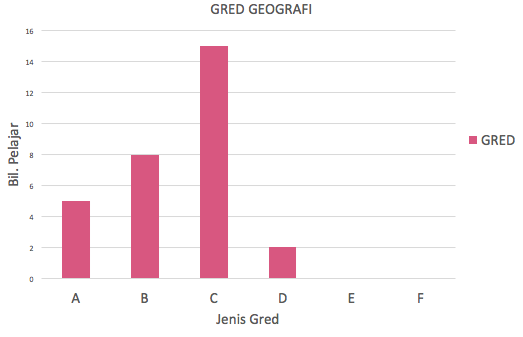 GRED GEOGRAFI
16
14
12
10
8
6
4
2
0
Bil. Pelajar
A B C D E F
Jenis Gred
GRED